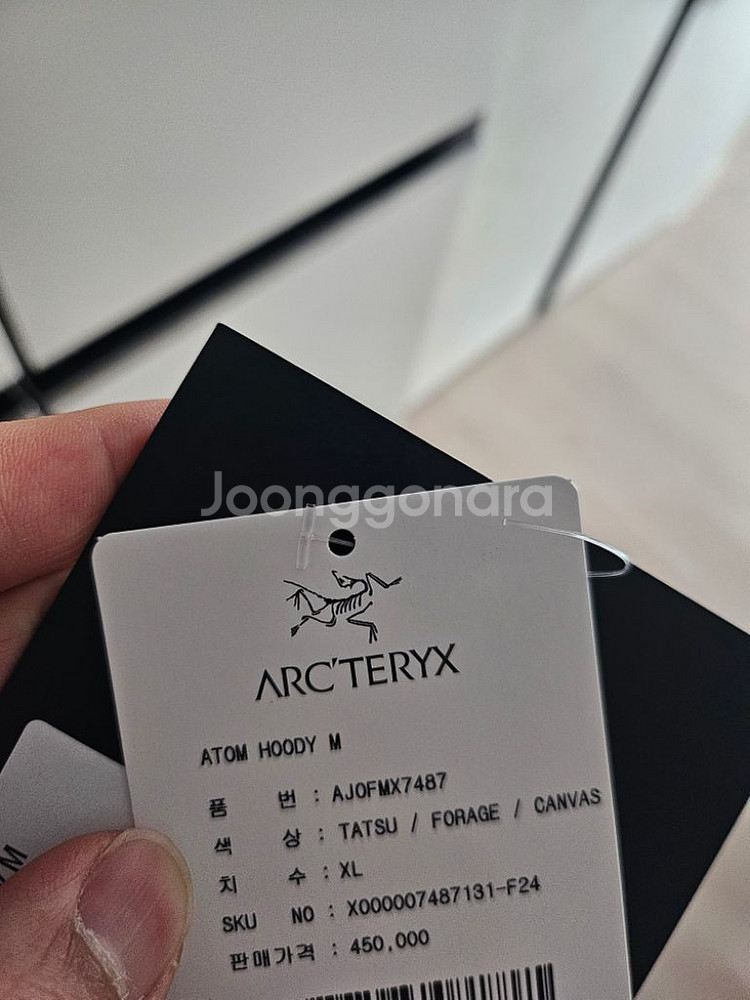 Joonggonara
ARC'TERYX
ATOM HOODY M
품 번 : AJOFMX7487
색 상 : TATSU / FORAGE / CANVAS
치 수 : XL
SKU NO : X000007487131-F24
판매가격 : 450,000